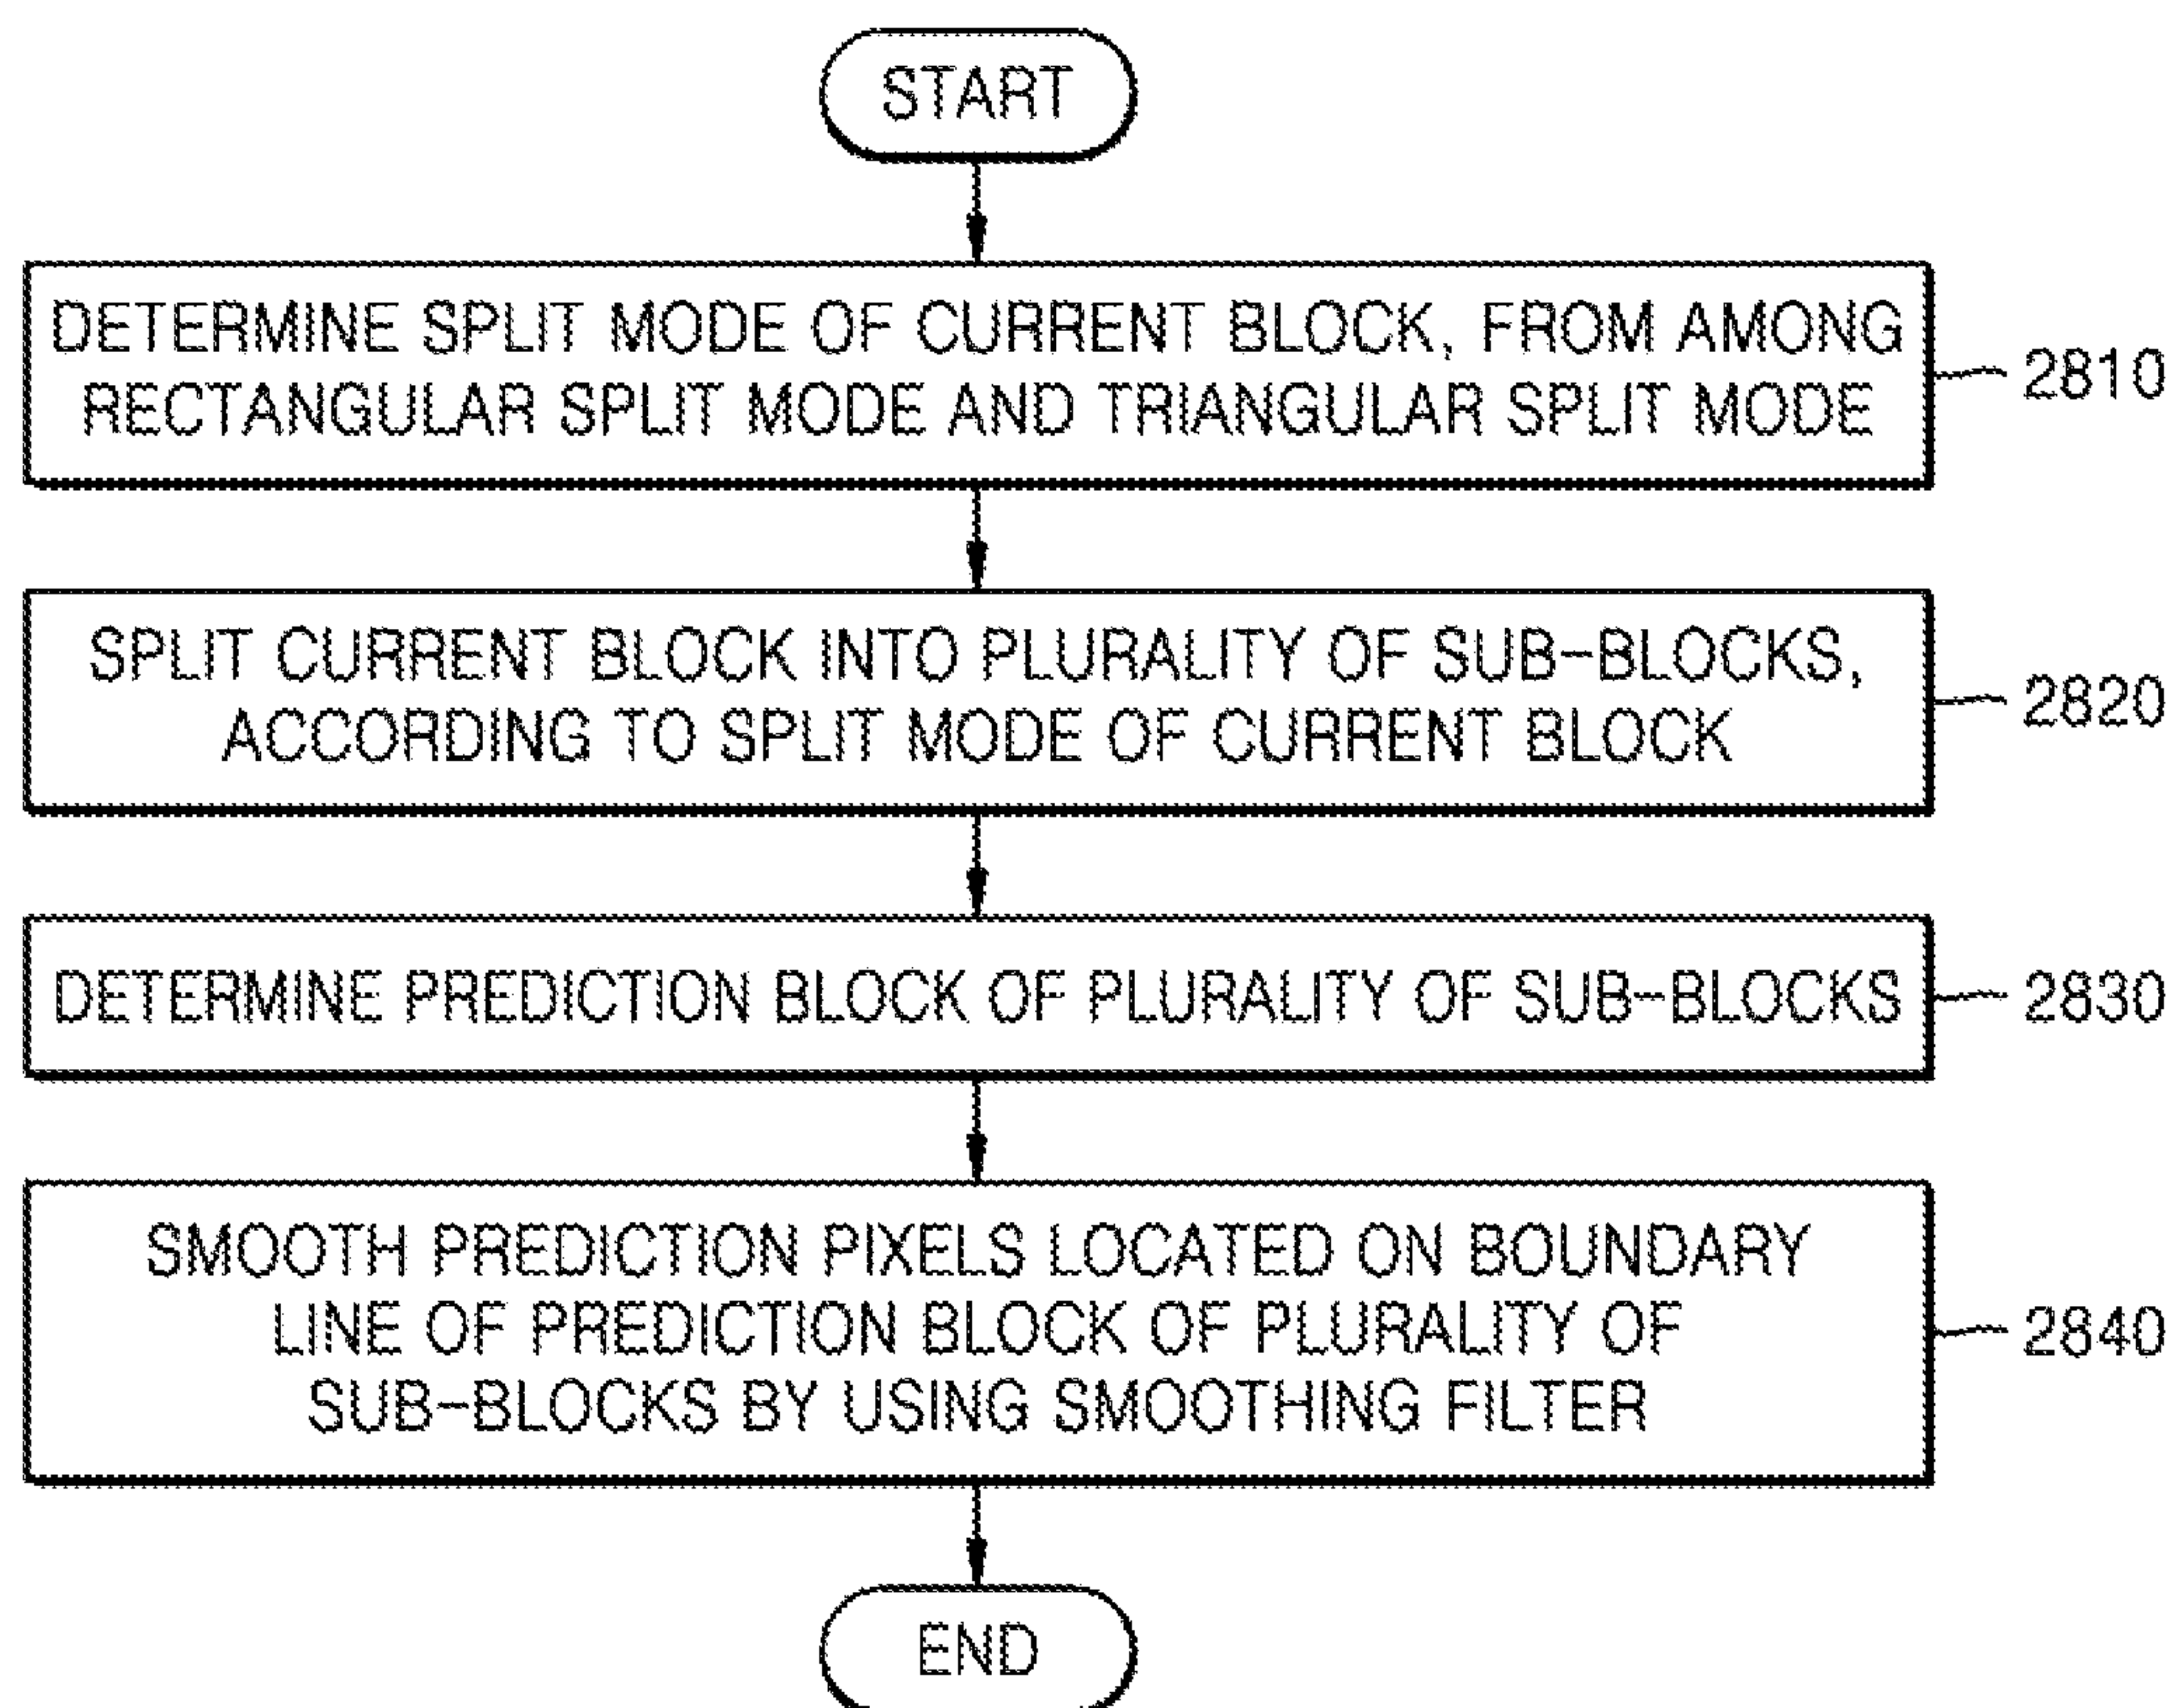 START
DETERMINE SPLIT MODE OF CURRENT BLOCK, FROM AMONG
RECTANGULAR SPLIT MODE AND TRIANGULAR SPLIT MODE
2810
SPLIT CURRENT BLOCK INTO PLURALITY OF SUB-BLOCKS,
ACCORDING TO SPLIT MODE OF CURRENT BLOCK
2820
DETERMINE PREDICTION BLOCK OF PLURALITY OF SUB-BLOCKS
2830
SMOOTH PREDICTION PIXELS LOCATED ON BOUNDARY
LINE OF PREDICTION BLOCK OF PLURALITY OF
SUB-BLOCKS BY USING SMOOTHING FILTER
2840
END